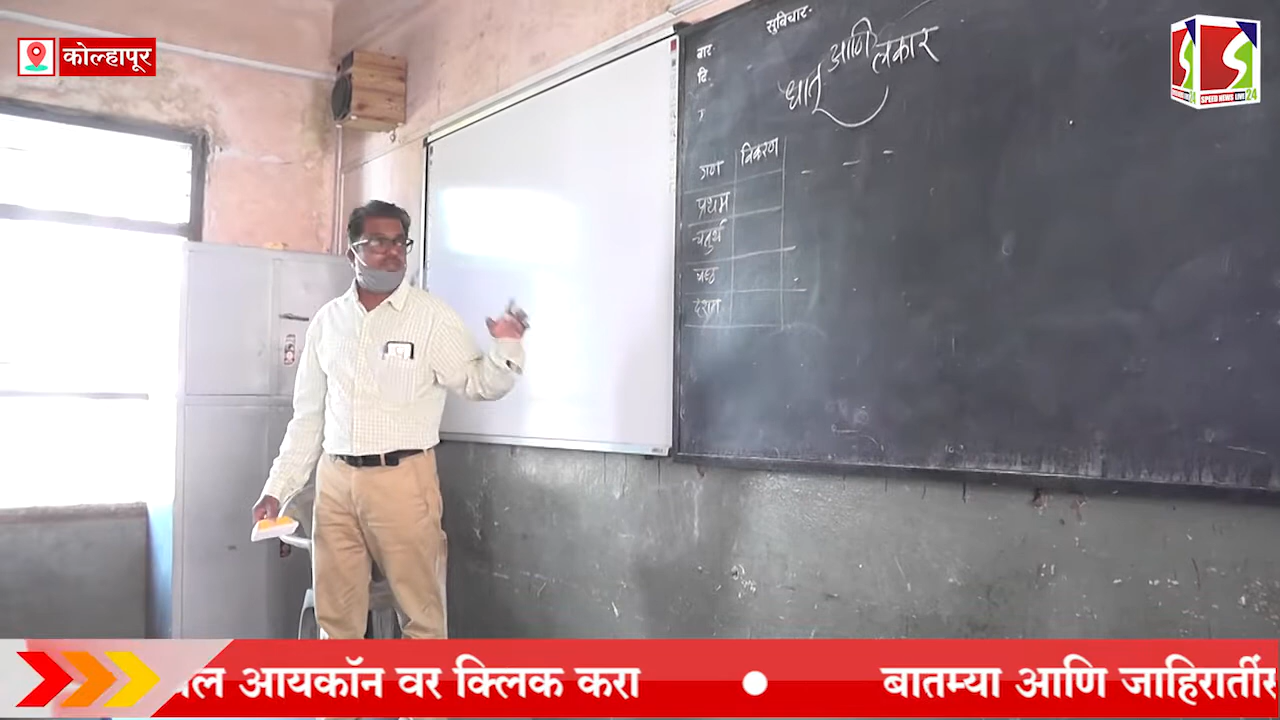 कोल्हापूर
SPEED NEWS LIVE 24
सुविचार-
वार-
दि-
धातू आणि लकार
गण विकरण
प्रथम
चतुर्थ
षष्ठ
दशम
बेल आयकॉन वर क्लिक करा • बातम्या आणि जाहिराती